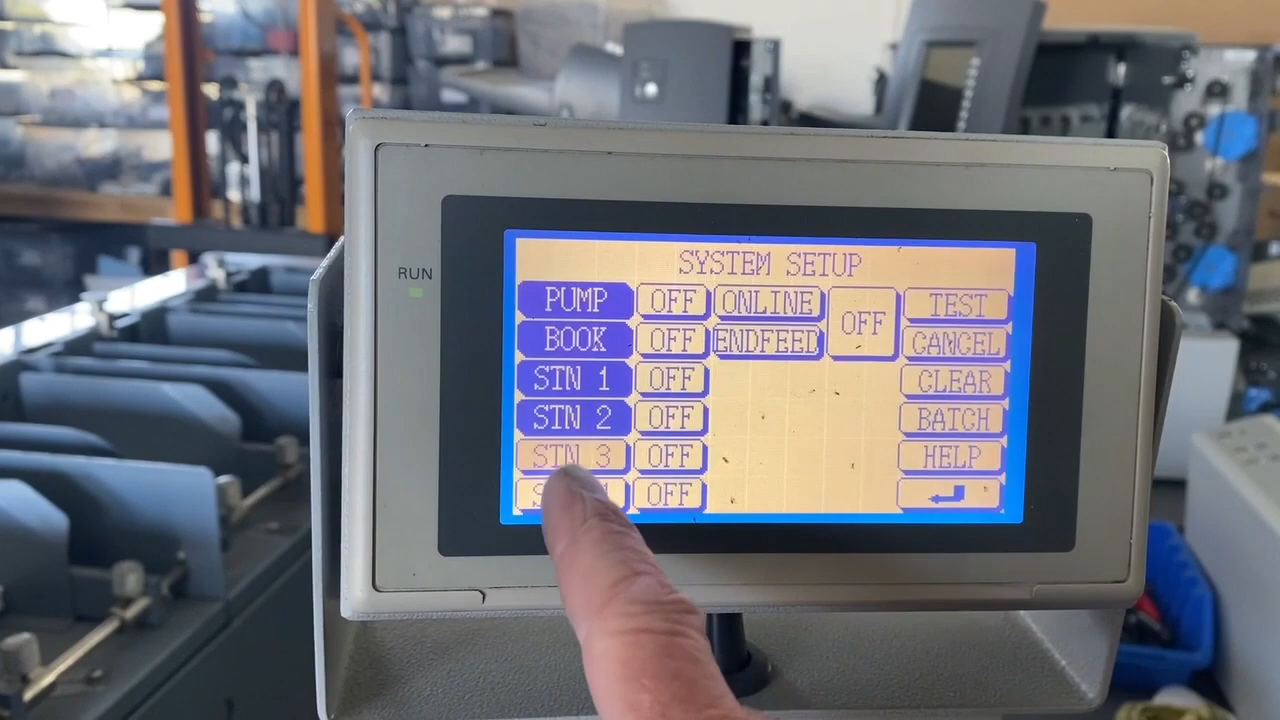 RUN
SYSTEM SETUP
PUMP OFF ONLINE OFF TEST
BOOK OFF ENDFEED CANCEL
STN 1 OFF CLEAR
STN 2 OFF BATCH
STN 3 OFF HELP
OFF